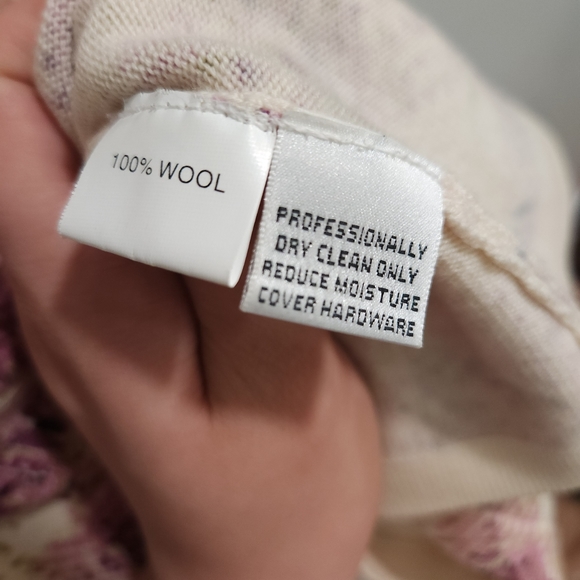 100% WOOL
PROFESSIONALLY
DRY CLEAN ONLY
REDUCE MOISTURE
COVER HARDWARE